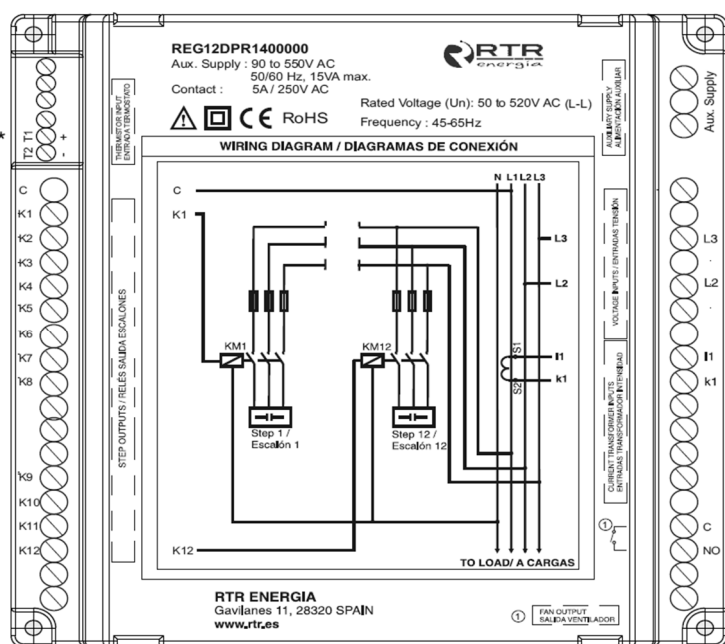 REG12DPR1400000
Aux. Supply : 90 to 550V AC
50/60 Hz, 15VA max.
Contact : 5A / 250V AC
RTR
energía
CE RoHS
Rated Voltage (Un): 50 to 520V AC (L-L)
Frequency : 45-65Hz
WIRING DIAGRAM / DIAGRAMAS DE CONEXIÓN
*
T2 T1
- +
THERMISTOR INPUT
ENTRADA TERMOSTATO
C
K1
K2
K3
K4
K5
K6
K7
K8
K9
K10
K11
K12
STEP OUTPUTS / RELÉS SALIDA ESCALONES
C
K1
N L1 L2 L3
L3
L2
S1
l1
S2
k1
KM1
KM12
Step 1 /
Escalón 1
Step 12 /
Escalón 12
K12
TO LOAD/ A CARGAS
AUXILIARY SUPPLY
ALIMENTACIÓN AUXILIAR
Aux. Supply
VOLTAGE INPUTS / ENTRADAS TENSIÓN
L3
L2
CURRENT TRANSFORMER INPUTS
ENTRADAS TRANSFORMADOR INTENSIDAD
l1
k1
1
C
NO
RTR ENERGIA
Gavilanes 11, 28320 SPAIN
www.rtr.es
1 FAN OUTPUT
SALIDA VENTILADOR